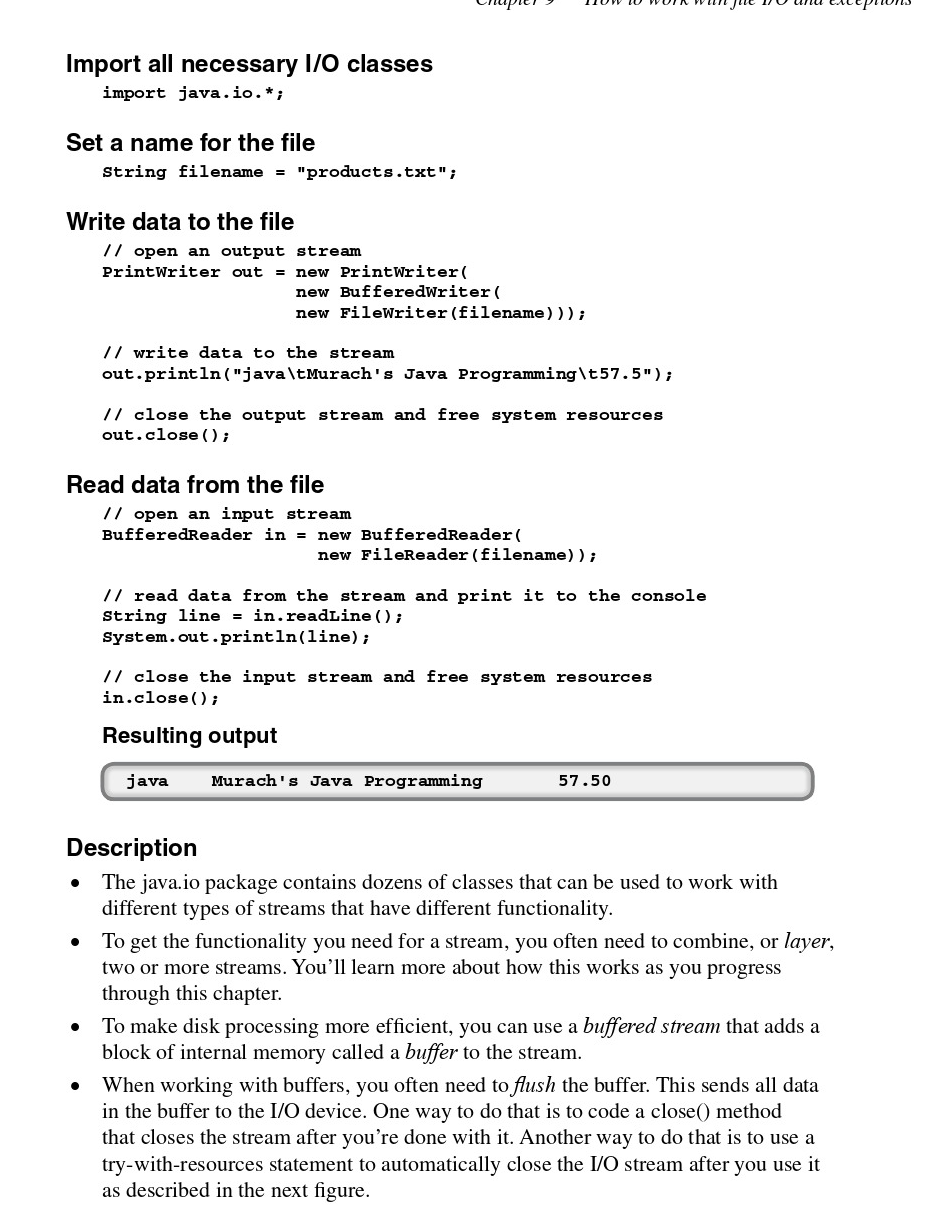 Chapter 9 How to work with file I/O and exceptions
Import all necessary I/O classes
import java.io.*;
Set a name for the file
String filename = "products.txt";
Write data to the file
// open an output stream
PrintWriter out = new PrintWriter(
                  new BufferedWriter(
                  new FileWriter(filename)));
// write data to the stream
out.println("java\tMurach's Java Programming\t57.5");
// close the output stream and free system resources
out.close();
Read data from the file
// open an input stream
BufferedReader in = new BufferedReader(
                    new FileReader(filename));
// read data from the stream and print it to the console
String line = in.readLine();
System.out.println(line);
// close the input stream and free system resources
in.close();
Resulting output
java    Murach's Java Programming       57.50
Description
• The java.io package contains dozens of classes that can be used to work with
different types of streams that have different functionality.
• To get the functionality you need for a stream, you often need to combine, or layer,
two or more streams. You’ll learn more about how this works as you progress
through this chapter.
• To make disk processing more efficient, you can use a buffered stream that adds a
block of internal memory called a buffer to the stream.
• When working with buffers, you often need to flush the buffer. This sends all data
in the buffer to the I/O device. One way to do that is to code a close() method
that closes the stream after you’re done with it. Another way to do that is to use a
try-with-resources statement to automatically close the I/O stream after you use it
as described in the next figure.